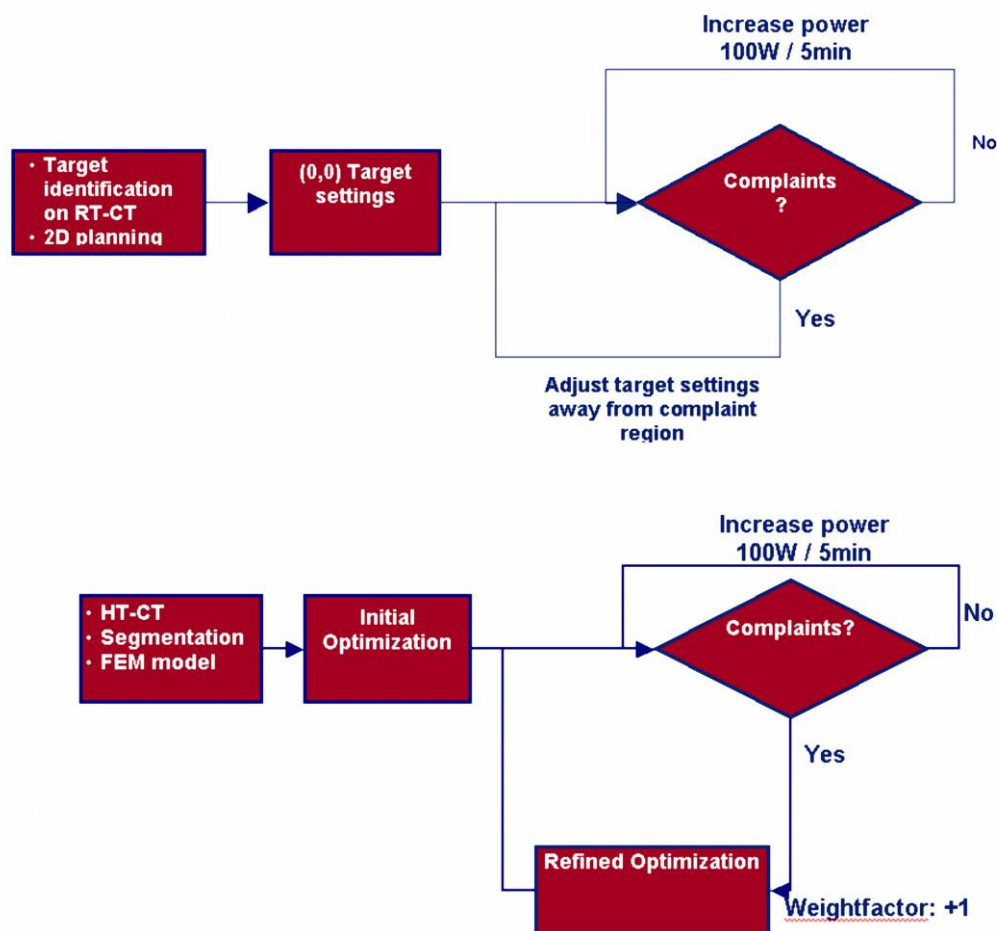 Increase power
100W / 5min
No
· Target
identification
on RT-CT
· 2D planning
(0,0) Target
settings
Complaints
?
Yes
Adjust target settings
away from complaint
region
Increase power
100W / 5min
No
· HT-CT
· Segmentation
· FEM model
Initial
Optimization
Complaints?
Yes
Refined Optimization
Weightfactor: +1